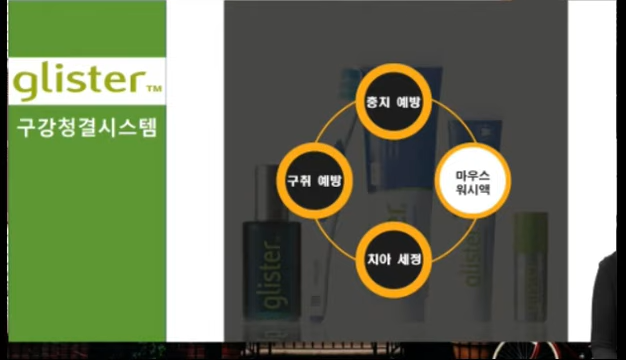 glister™
구강청결시스템
충치 예방
구취 예방
마우스
워시액
치아 세정
glister.